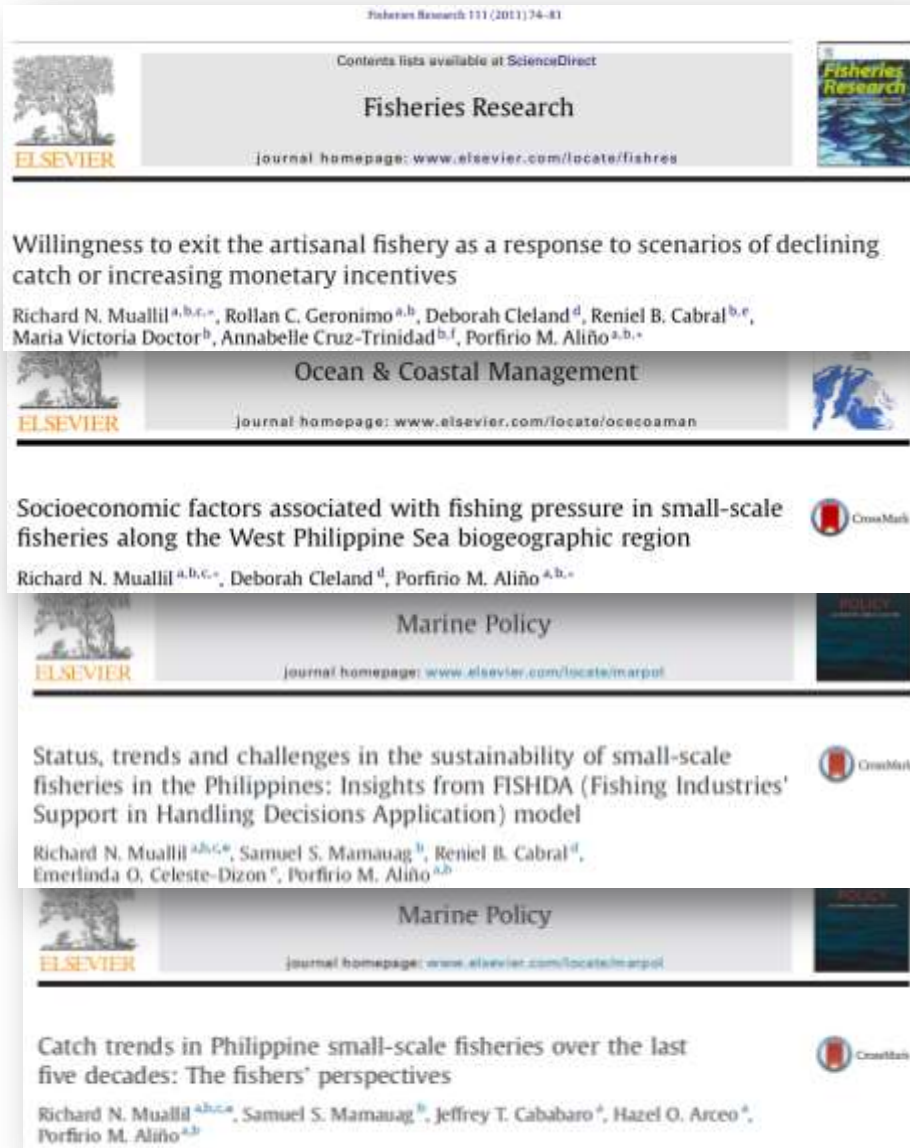 Fisheries Research 111 (2011) 74–81
Contents lists available at ScienceDirect
Fisheries Research
journal homepage: www.elsevier.com/locate/fishres
ELSEVIER
Fisheries
Research
Willingness to exit the artisanal fishery as a response to scenarios of declining
catch or increasing monetary incentives
Richard N. Muallil a,b,c,*, Rollan C. Geronimo a,b, Deborah Cleland d, Reniel B. Cabral b,e,
Maria Victoria Doctor b, Annabelle Cruz-Trinidad b,f, Porfirio M. Aliño a,b,*
Ocean & Coastal Management
journal homepage: www.elsevier.com/locate/ocecoaman
ELSEVIER
Socioeconomic factors associated with fishing pressure in small-scale
fisheries along the West Philippine Sea biogeographic region
CrossMark
Richard N. Muallil a,b,c,*, Deborah Cleland d, Porfirio M. Aliño a,b,*
POLICY
Marine Policy
journal homepage: www.elsevier.com/locate/marpol
ELSEVIER
Status, trends and challenges in the sustainability of small-scale
fisheries in the Philippines: Insights from FISHDA (Fishing Industries'
Support in Handling Decisions Application) model
CrossMark
Richard N. Muallil a,b,c,*, Samuel S. Mamauag b, Reniel B. Cabral d,
Emerlinda O. Celeste-Dizon e, Porfirio M. Aliño a,b
POLICY
Marine Policy
journal homepage: www.elsevier.com/locate/marpol
ELSEVIER
Catch trends in Philippine small-scale fisheries over the last
five decades: The fishers' perspectives
CrossMark
Richard N. Muallil a,b,c,*, Samuel S. Mamauag b, Jeffrey T. Cababaro a, Hazel O. Arceo a,
Porfirio M. Aliño a,b